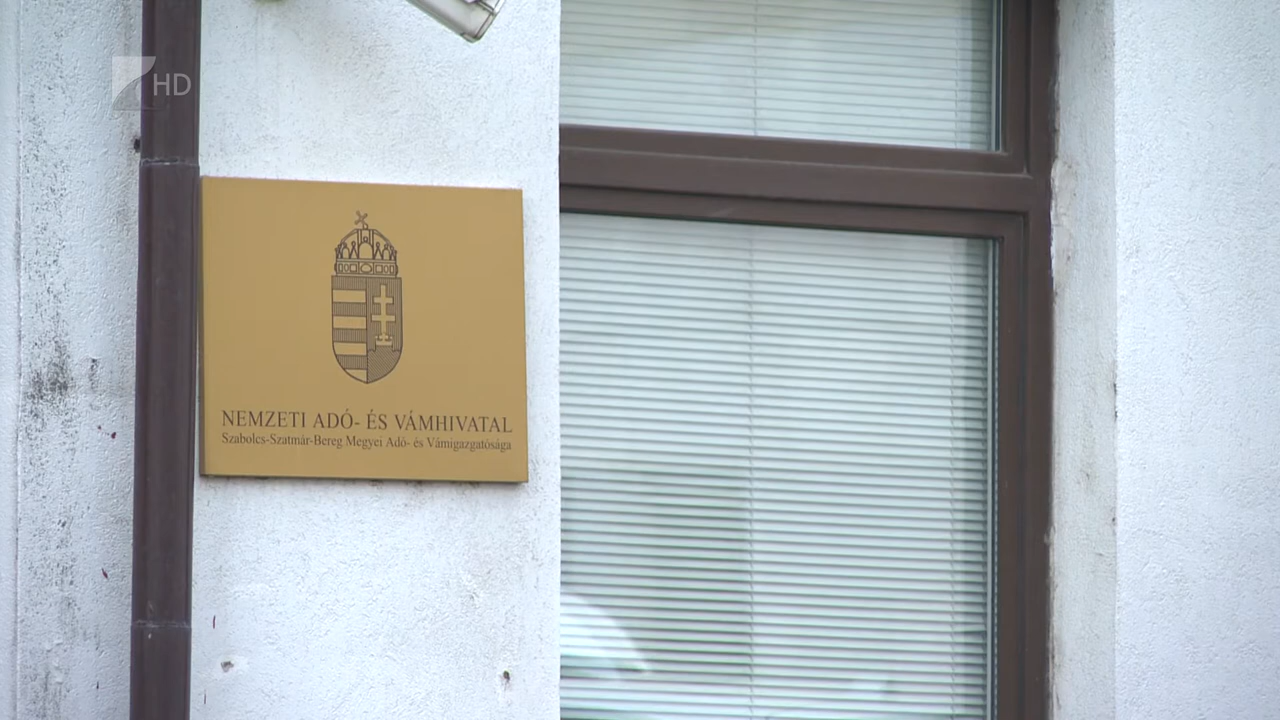 HD
NEMZETI ADÓ- ÉS VÁMHIVATAL
Szabolcs-Szatmár-Bereg Megyei Adó- és Vámigazgatósága